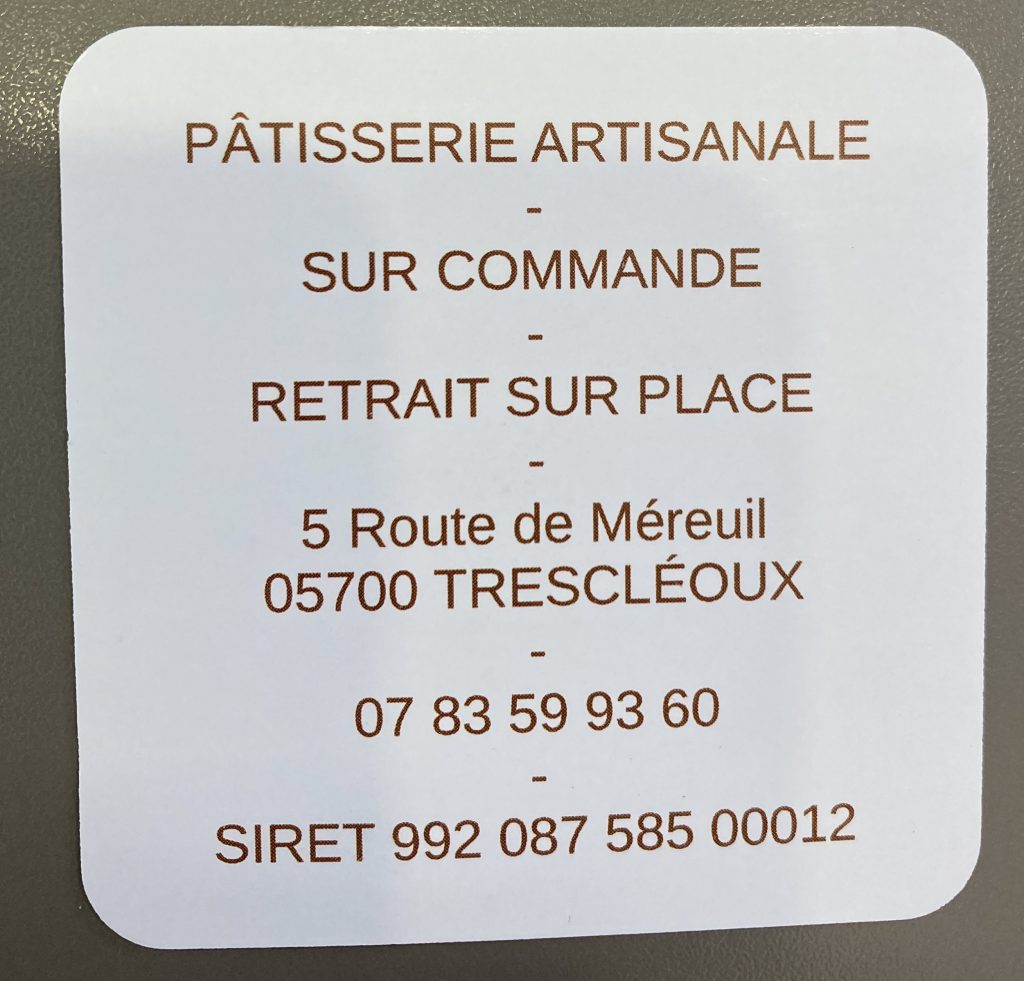 PÂTISSERIE ARTISANALE
-
SUR COMMANDE
-
RETRAIT SUR PLACE
-
5 Route de Méreuil
05700 TRESCLÉOUX
-
07 83 59 93 60
-
SIRET 992 087 585 00012